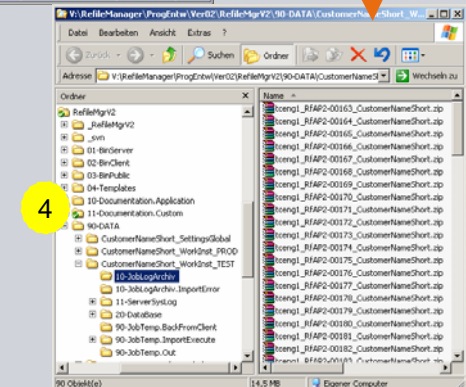 V:\RefileManager\ProgEntw\Ver02\RefileMgrV2\90-DATA\CustomerNameShort_W...
Datei Bearbeiten Ansicht Extras ?
Zurück Suchen Ordner
Adresse V:\RefileManager\ProgEntw\Ver02\RefileMgrV2\90-DATA\CustomerNameS Wechseln zu
Ordner
RefileMgrV2
_RefileMgrV2
_svn
01-BinServer
02-BinClient
03-BinPublic
04-Templates
10-Documentation.Application
11-Documentation.Custom
90-DATA
CustomerNameShort_SettingsGlobal
CustomerNameShort_WorkInst_PROD
CustomerNameShort_WorkInst_TEST
10-JobLogArchiv
10-JobLogArchiv.ImportError
11-ServerSysLog
20-DataBase
90-JobTemp.BackFromClient
90-JobTemp.ImportExecute
90-JobTemp.Out
4
Name
tceng1_RfAP2-00163_CustomerNameShort.zip
tceng1_RfAP2-00164_CustomerNameShort.zip
tceng1_RfAP2-00165_CustomerNameShort.zip
tceng1_RfAP2-00166_CustomerNameShort.zip
tceng1_RfAP2-00167_CustomerNameShort.zip
tceng1_RfAP2-00168_CustomerNameShort.zip
tceng1_RfAP2-00169_CustomerNameShort.zip
tceng1_RfAP2-00170_CustomerNameShort.zip
tceng1_RfAP2-00171_CustomerNameShort.zip
tceng1_RfAP2-00172_CustomerNameShort.zip
tceng1_RfAP2-00173_CustomerNameShort.zip
tceng1_RfAP2-00174_CustomerNameShort.zip
tceng1_RfAP2-00175_CustomerNameShort.zip
tceng1_RfAP2-00176_CustomerNameShort.zip
tceng1_RfAP2-00177_CustomerNameShort.zip
tceng1_RfAP2-00178_CustomerNameShort.zip
tceng1_RfAP2-00179_CustomerNameShort.zip
tceng1_RfAP2-00180_CustomerNameShort.zip
tceng1_RfAP2-00181_CustomerNameShort.zip
tceng1_RfAP2-00182_CustomerNameShort.zip
tceng1_RfAP2-00183_CustomerNameShort.zip
90 Objekt(e) 14,5 MB Eigener Computer